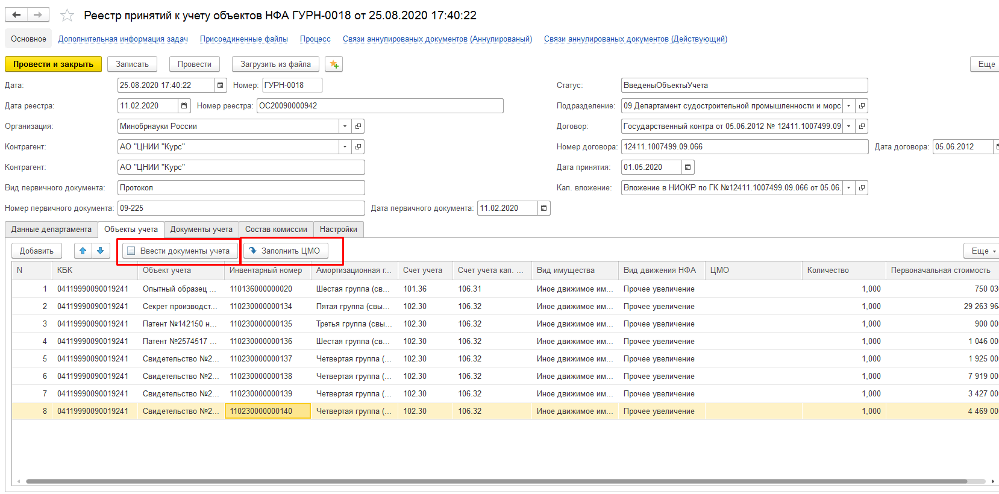 Реестр принятий к учету объектов НФА ГУРН-0018 от 25.08.2020 17:40:22
Основное Дополнительная информация задач Присоединенные файлы Процесс Связи аннулированых документов (Аннулированый) Связи аннулированых документов (Действующий)
Провести и закрыть Записать Провести Загрузить из файла Еще
Дата: 25.08.2020 17:40:22 Номер: ГУРН-0018 Статус: ВведеныОбъектыУчета
Дата реестра: 11.02.2020 Номер реестра: ОС20090000942 Подразделение: 09 Департамент судостроительной промышленности и морс
Организация: Минобрнауки России Договор: Государственный контра от 05.06.2012 № 12411.1007499.09
Контрагент: АО "ЦНИИ "Курс" Номер договора: 12411.1007499.09.066 Дата договора: 05.06.2012
Контрагент: АО "ЦНИИ "Курс" Дата принятия: 01.05.2020
Вид первичного документа: Протокол Кап. вложение: Вложение в НИОКР по ГК №12411.1007499.09.066 от 05.06.
Номер первичного документа: 09-225 Дата первичного документа: 11.02.2020
Данные департамента Объекты учета Документы учета Состав комиссии Настройки
Добавить Ввести документы учета Заполнить ЦМО Еще
N КБК Объект учета Инвентарный номер Амортизационная г... Счет учета Счет учета кап. ... Вид имущества Вид движения НФА ЦМО Количество Первоначальная стоимость
1 04119990090019241 Опытный образец ... 110136000000020 Шестая группа (св... 101.36 106.31 Иное движимое им... Прочее увеличение 1,000 750 03
2 04119990090019241 Секрет производст... 110230000000134 Пятая группа (свы... 102.30 106.32 Иное движимое им... Прочее увеличение 1,000 29 263 96
3 04119990090019241 Патент №142150 н... 110230000000135 Третья группа (свы... 102.30 106.32 Иное движимое им... Прочее увеличение 1,000 900 00
4 04119990090019241 Патент №2574517 ... 110230000000136 Шестая группа (св... 102.30 106.32 Иное движимое им... Прочее увеличение 1,000 1 046 00
5 04119990090019241 Свидетельство №2... 110230000000137 Четвертая группа (... 102.30 106.32 Иное движимое им... Прочее увеличение 1,000 1 925 00
6 04119990090019241 Свидетельство №2... 110230000000138 Четвертая группа (... 102.30 106.32 Иное движимое им... Прочее увеличение 1,000 7 919 00
7 04119990090019241 Свидетельство №2... 110230000000139 Четвертая группа (... 102.30 106.32 Иное движимое им... Прочее увеличение 1,000 3 427 00
8 04119990090019241 Свидетельство №2... 110230000000140 Четвертая группа (... 102.30 106.32 Иное движимое им... Прочее увеличение 1,000 4 469 00